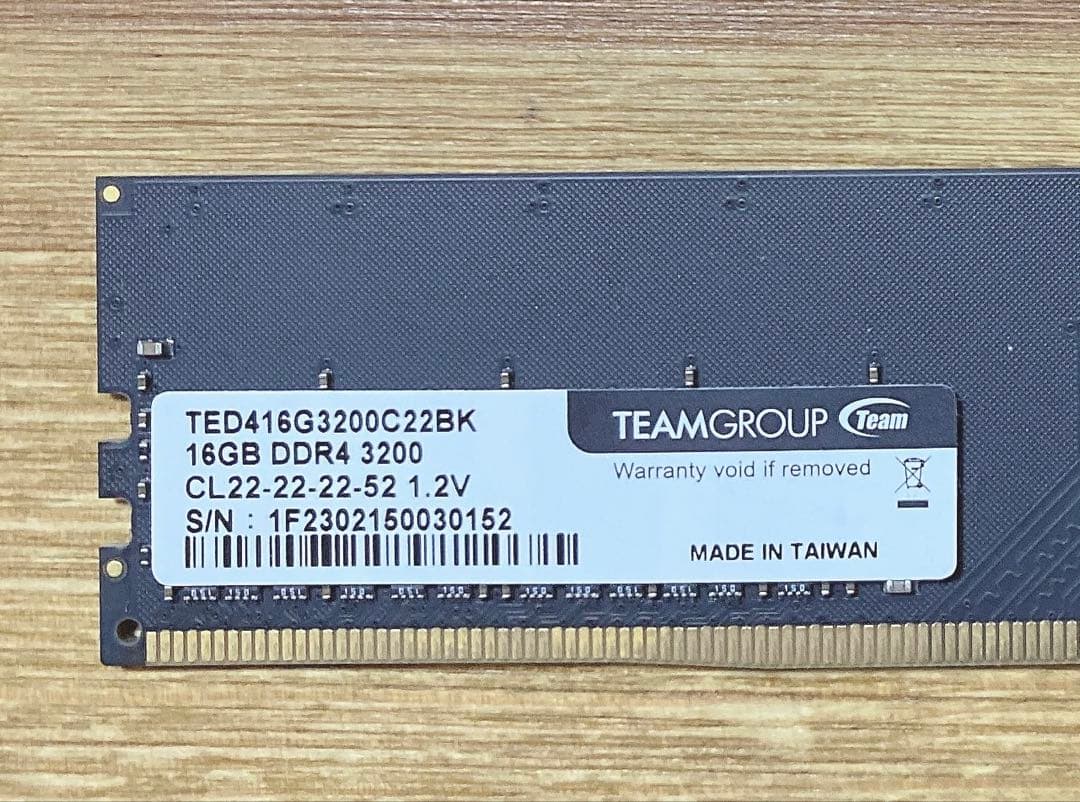 TED416G3200C22BK
16GB DDR4 3200
CL22-22-22-52 1.2V
S/N : 1F2302150030152
TEAMGROUP Team
Warranty void if removed
MADE IN TAIWAN